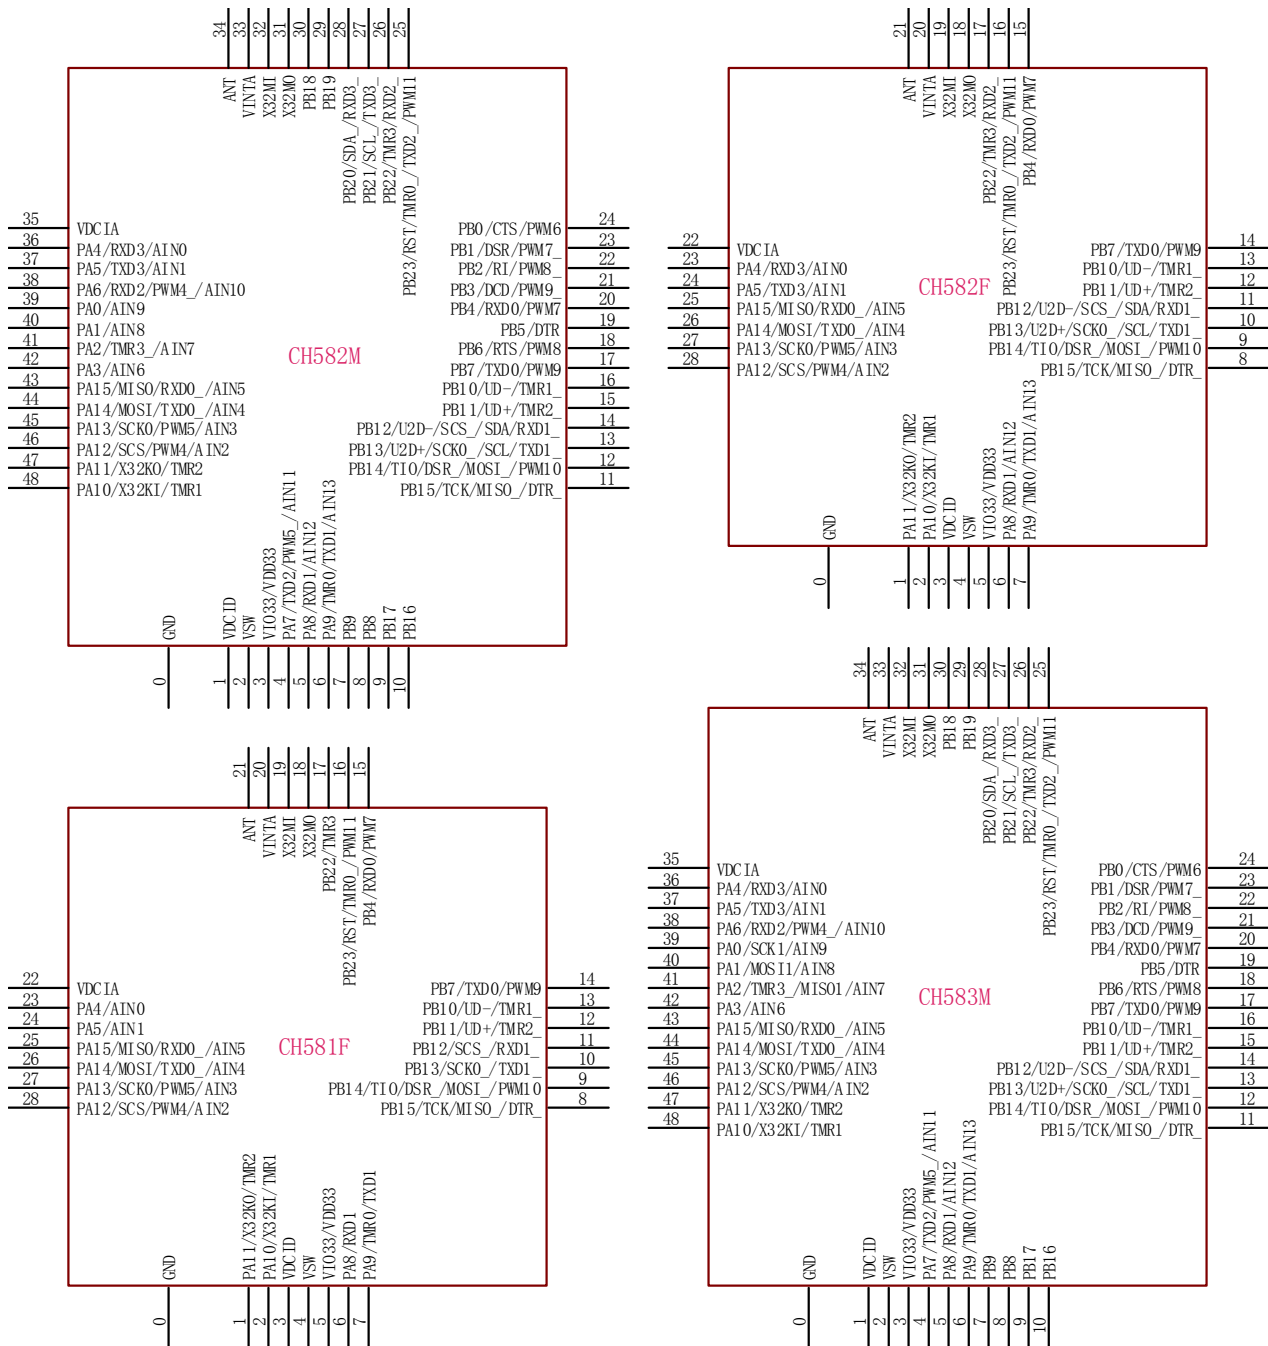 CH582M
34 ANT
33 VINTA
32 X32MI
31 X32MO
30 PB18
29 PB19
28 PB20/SDA_/RXD3_
27 PB21/SCL_/TXD3_
26 PB22/TMR3/RXD2_
25 PB23/RST/TMR0_/TXD2_/PWM11
35 VDCIA
36 PA4/RXD3/AIN0
37 PA5/TXD3/AIN1
38 PA6/RXD2/PWM4_/AIN10
39 PA0/AIN9
40 PA1/AIN8
41 PA2/TMR3_/AIN7
42 PA3/AIN6
43 PA15/MISO/RXD0_/AIN5
44 PA14/MOSI/TXD0_/AIN4
45 PA13/SCK0/PWM5/AIN3
46 PA12/SCS/PWM4/AIN2
47 PA11/X32KO/TMR2
48 PA10/X32KI/TMR1
PB0/CTS/PWM6 24
PB1/DSR/PWM7_ 23
PB2/RI/PWM8_ 22
PB3/DCD/PWM9_ 21
PB4/RXD0/PWM7 20
PB5/DTR 19
PB6/RTS/PWM8 18
PB7/TXD0/PWM9 17
PB10/UD-/TMR1_ 16
PB11/UD+/TMR2_ 15
PB12/U2D-/SCS_/SDA/RXD1_ 14
PB13/U2D+/SCK0_/SCL/TXD1_ 13
PB14/TIO/DSR_/MOSI_/PWM10 12
PB15/TCK/MISO_/DTR_ 11
0 GND
1 VDCID
2 VSW
3 VIO33/VDD33
4 PA7/TXD2/PWM5_/AIN11
5 PA8/RXD1/AIN12
6 PA9/TMR0/TXD1/AIN13
7 PB9
8 PB8
9 PB17
10 PB16
CH582F
21 ANT
20 VINTA
19 X32MI
18 X32MO
17 PB22/TMR3/RXD2_
16 PB23/RST/TMR0_/TXD2_/PWM11
15 PB4/RXD0/PWM7
22 VDCIA
23 PA4/RXD3/AIN0
24 PA5/TXD3/AIN1
25 PA15/MISO/RXD0_/AIN5
26 PA14/MOSI/TXD0_/AIN4
27 PA13/SCK0/PWM5/AIN3
28 PA12/SCS/PWM4/AIN2
PB7/TXD0/PWM9 14
PB10/UD-/TMR1_ 13
PB11/UD+/TMR2_ 12
PB12/U2D-/SCS_/SDA/RXD1_ 11
PB13/U2D+/SCK0_/SCL/TXD1_ 10
PB14/TIO/DSR_/MOSI_/PWM10 9
PB15/TCK/MISO_/DTR_ 8
0 GND
1 PA11/X32KO/TMR2
2 PA10/X32KI/TMR1
3 VDCID
4 VSW
5 VIO33/VDD33
6 PA8/RXD1/AIN12
7 PA9/TMR0/TXD1/AIN13
CH581F
21 ANT
20 VINTA
19 X32MI
18 X32MO
17 PB22/TMR3
16 PB23/RST/TMR0_/PWM11
15 PB4/RXD0/PWM7
22 VDCIA
23 PA4/AIN0
24 PA5/AIN1
25 PA15/MISO/RXD0_/AIN5
26 PA14/MOSI/TXD0_/AIN4
27 PA13/SCK0/PWM5/AIN3
28 PA12/SCS/PWM4/AIN2
PB7/TXD0/PWM9 14
PB10/UD-/TMR1_ 13
PB11/UD+/TMR2_ 12
PB12/SCS_/RXD1_ 11
PB13/SCK0_/TXD1_ 10
PB14/TIO/DSR_/MOSI_/PWM10 9
PB15/TCK/MISO_/DTR_ 8
0 GND
1 PA11/X32KO/TMR2
2 PA10/X32KI/TMR1
3 VDCID
4 VSW
5 VIO33/VDD33
6 PA8/RXD1
7 PA9/TMR0/TXD1
CH583M
34 ANT
33 VINTA
32 X32MI
31 X32MO
30 PB18
29 PB19
28 PB20/SDA_/RXD3_
27 PB21/SCL_/TXD3_
26 PB22/TMR3/RXD2_
25 PB23/RST/TMR0_/TXD2_/PWM11
35 VDCIA
36 PA4/RXD3/AIN0
37 PA5/TXD3/AIN1
38 PA6/RXD2/PWM4_/AIN10
39 PA0/SCK1/AIN9
40 PA1/MOSI1/AIN8
41 PA2/TMR3_/MISO1/AIN7
42 PA3/AIN6
43 PA15/MISO/RXD0_/AIN5
44 PA14/MOSI/TXD0_/AIN4
45 PA13/SCK0/PWM5/AIN3
46 PA12/SCS/PWM4/AIN2
47 PA11/X32KO/TMR2
48 PA10/X32KI/TMR1
PB0/CTS/PWM6 24
PB1/DSR/PWM7_ 23
PB2/RI/PWM8_ 22
PB3/DCD/PWM9_ 21
PB4/RXD0/PWM7 20
PB5/DTR 19
PB6/RTS/PWM8 18
PB7/TXD0/PWM9 17
PB10/UD-/TMR1_ 16
PB11/UD+/TMR2_ 15
PB12/U2D-/SCS_/SDA/RXD1_ 14
PB13/U2D+/SCK0_/SCL/TXD1_ 13
PB14/TIO/DSR_/MOSI_/PWM10 12
PB15/TCK/MISO_/DTR_ 11
0 GND
1 VDCID
2 VSW
3 VIO33/VDD33
4 PA7/TXD2/PWM5_/AIN11
5 PA8/RXD1/AIN12
6 PA9/TMR0/TXD1/AIN13
7 PB9
8 PB8
9 PB17
10 PB16